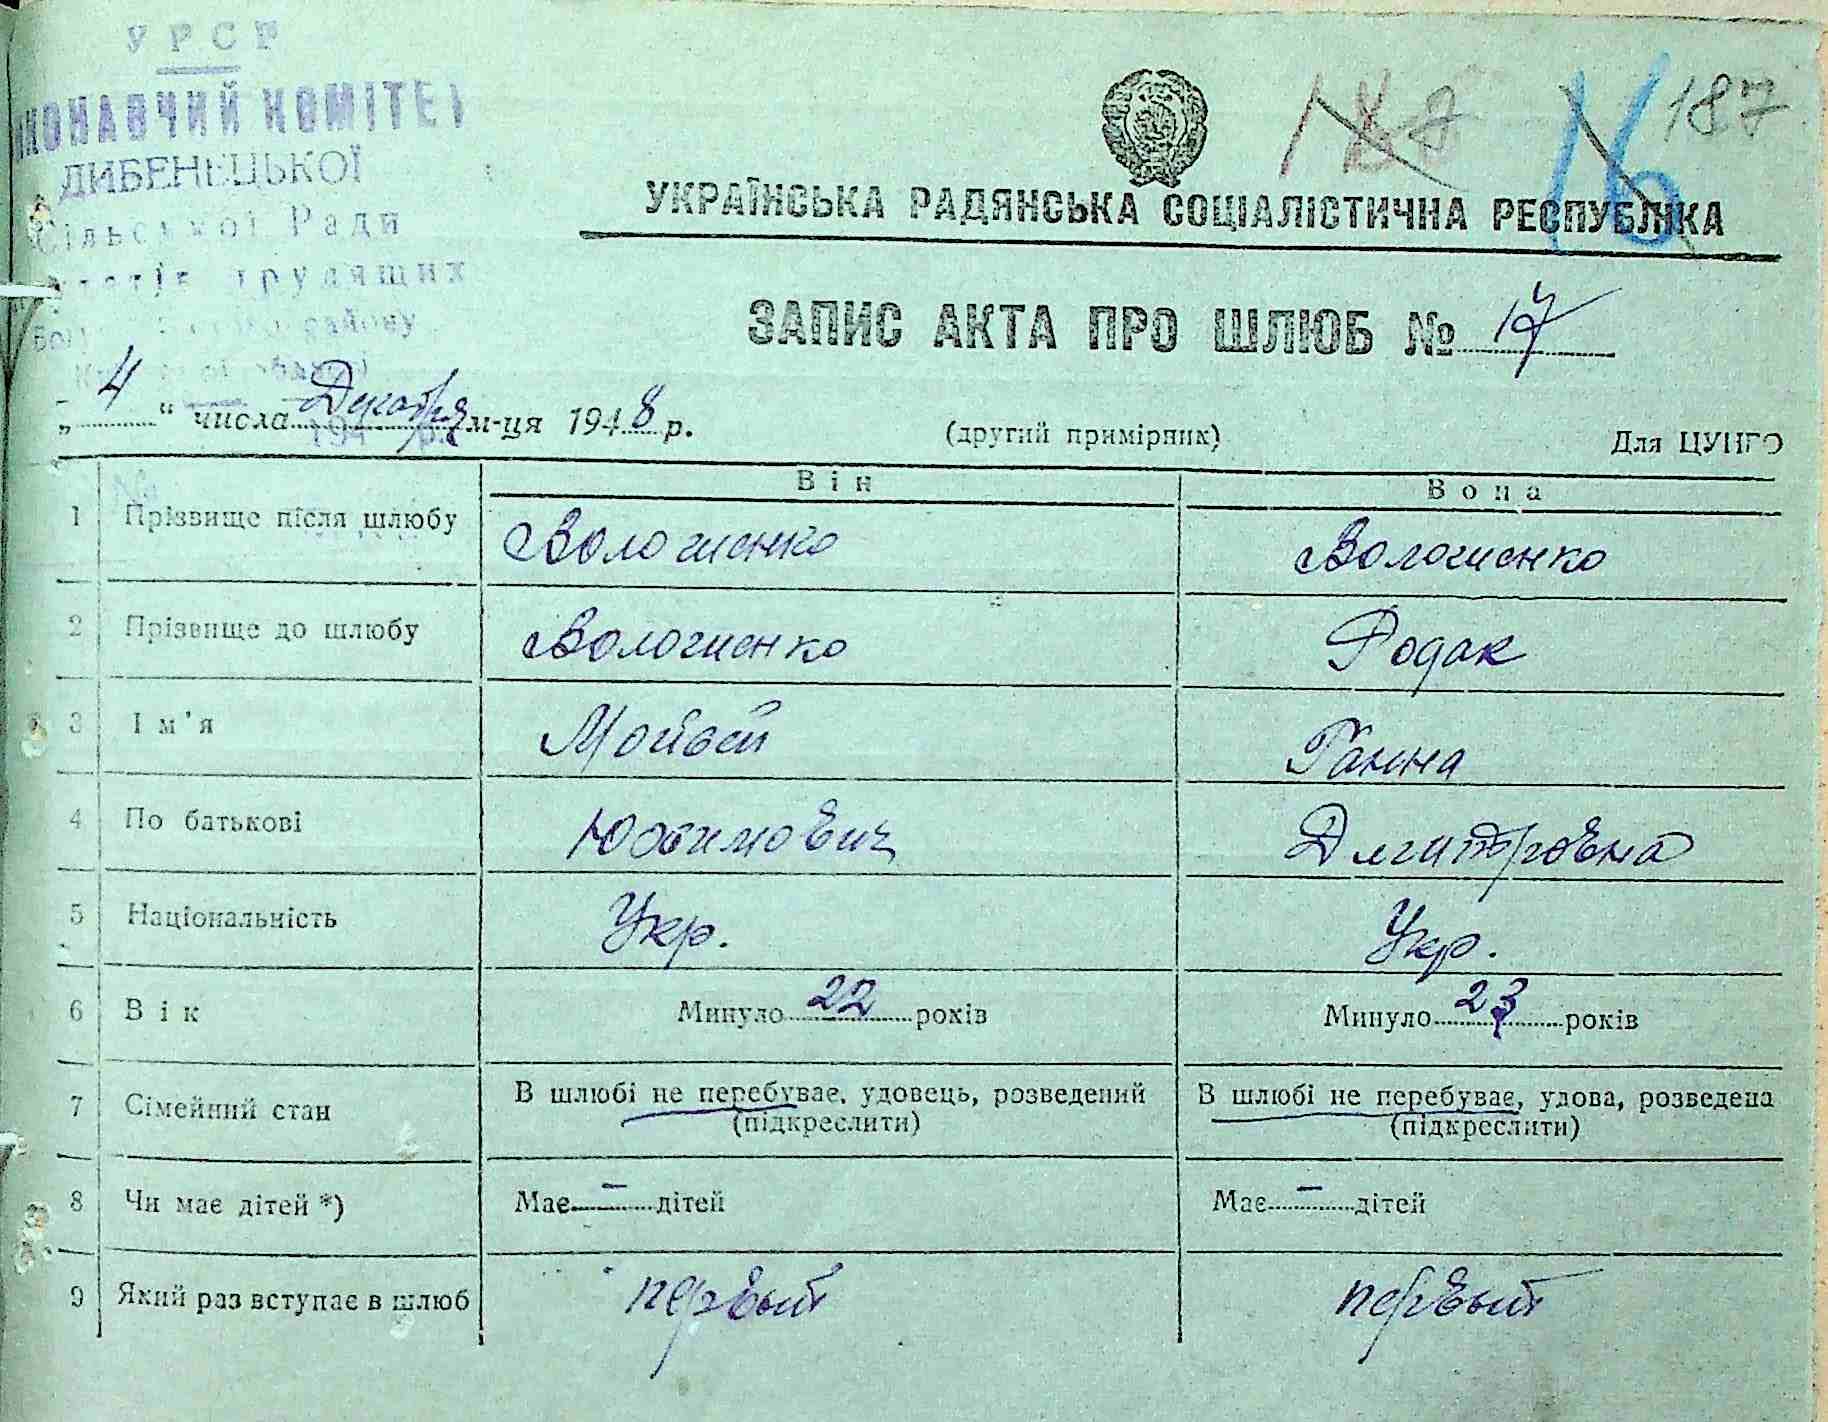 УРСР
ВИКОНАВЧИЙ КОМІТЕТ
ДИБЕНЕЦЬКОЇ
Сільської Ради
трудящих
району
187
16
187
УКРАЇНСЬКА РАДЯНСЬКА СОЦІАЛІСТИЧНА РЕСПУБЛІКА
ЗАПИС АКТА ПРО ШЛЮБ № 17
„ 4 “ числа Декабря м-ця 1948 р. (другий примірник) Для ЦУНГО
Він Вона
1 Прізвище після шлюбу Вологиенко Вологиенко
2 Прізвище до шлюбу Вологиенко Родак
3 Ім'я Мойсей Ганна
4 По батькові Юхимович Дмитровна
5 Національність Укр. Укр.
6 Вік Минуло 22 років Минуло 23 років
7 Сімейний стан В шлюбі не перебуває, удовець, розведений (підкреслити) В шлюбі не перебуває, удова, розведена (підкреслити)
8 Чи має дітей *) Має – дітей Має – дітей
9 Який раз вступає в шлюб первый первый